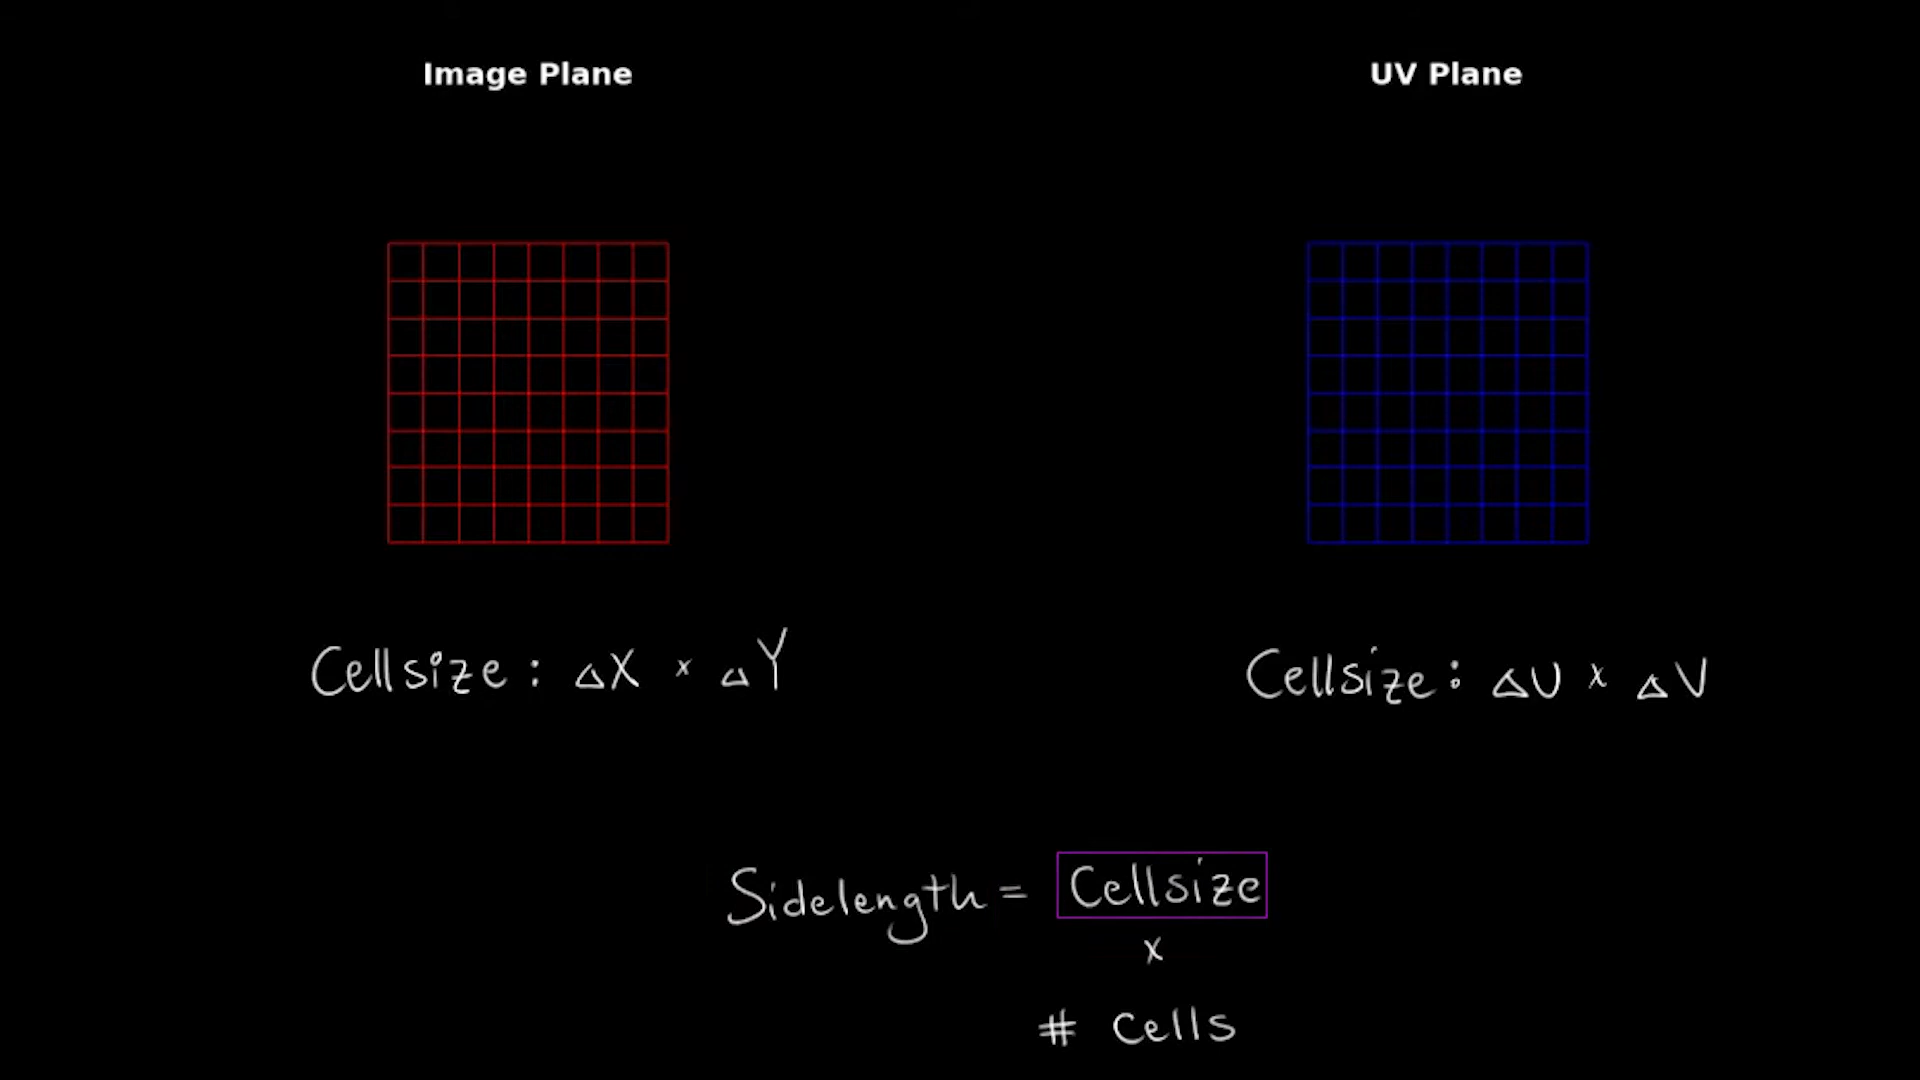 Image Plane
UV Plane
Cellsize: ΔX x ΔY
Cellsize: ΔU x ΔV
Sidelength = Cellsize
x
# Cells